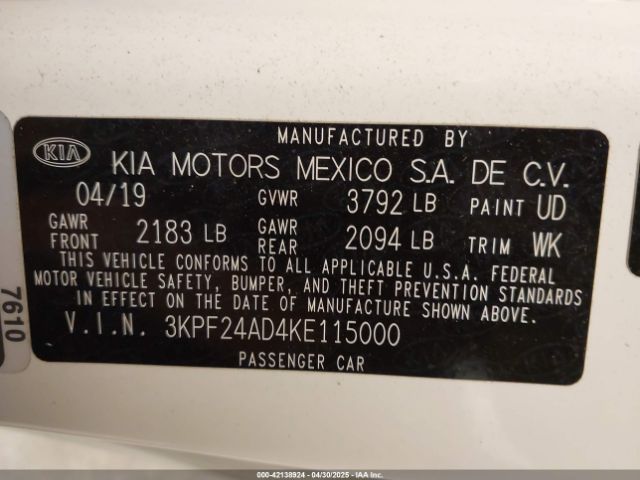 MANUFACTURED BY
KIA KIA MOTORS MEXICO S.A. DE C.V.
04/19 GVWR 3792 LB PAINT UD
GAWR FRONT 2183 LB GAWR REAR 2094 LB TRIM WK
THIS VEHICLE CONFORMS TO ALL APPLICABLE U.S.A. FEDERAL
MOTOR VEHICLE SAFETY, BUMPER, AND THEFT PREVENTION STANDARDS
IN EFFECT ON THE DATE OF MANUFACTURE SHOWN ABOVE.
V.I.N. 3KPF24AD4KE115000
PASSENGER CAR
7610
000-42138924 - 04/30/2025 - IAAI.COM